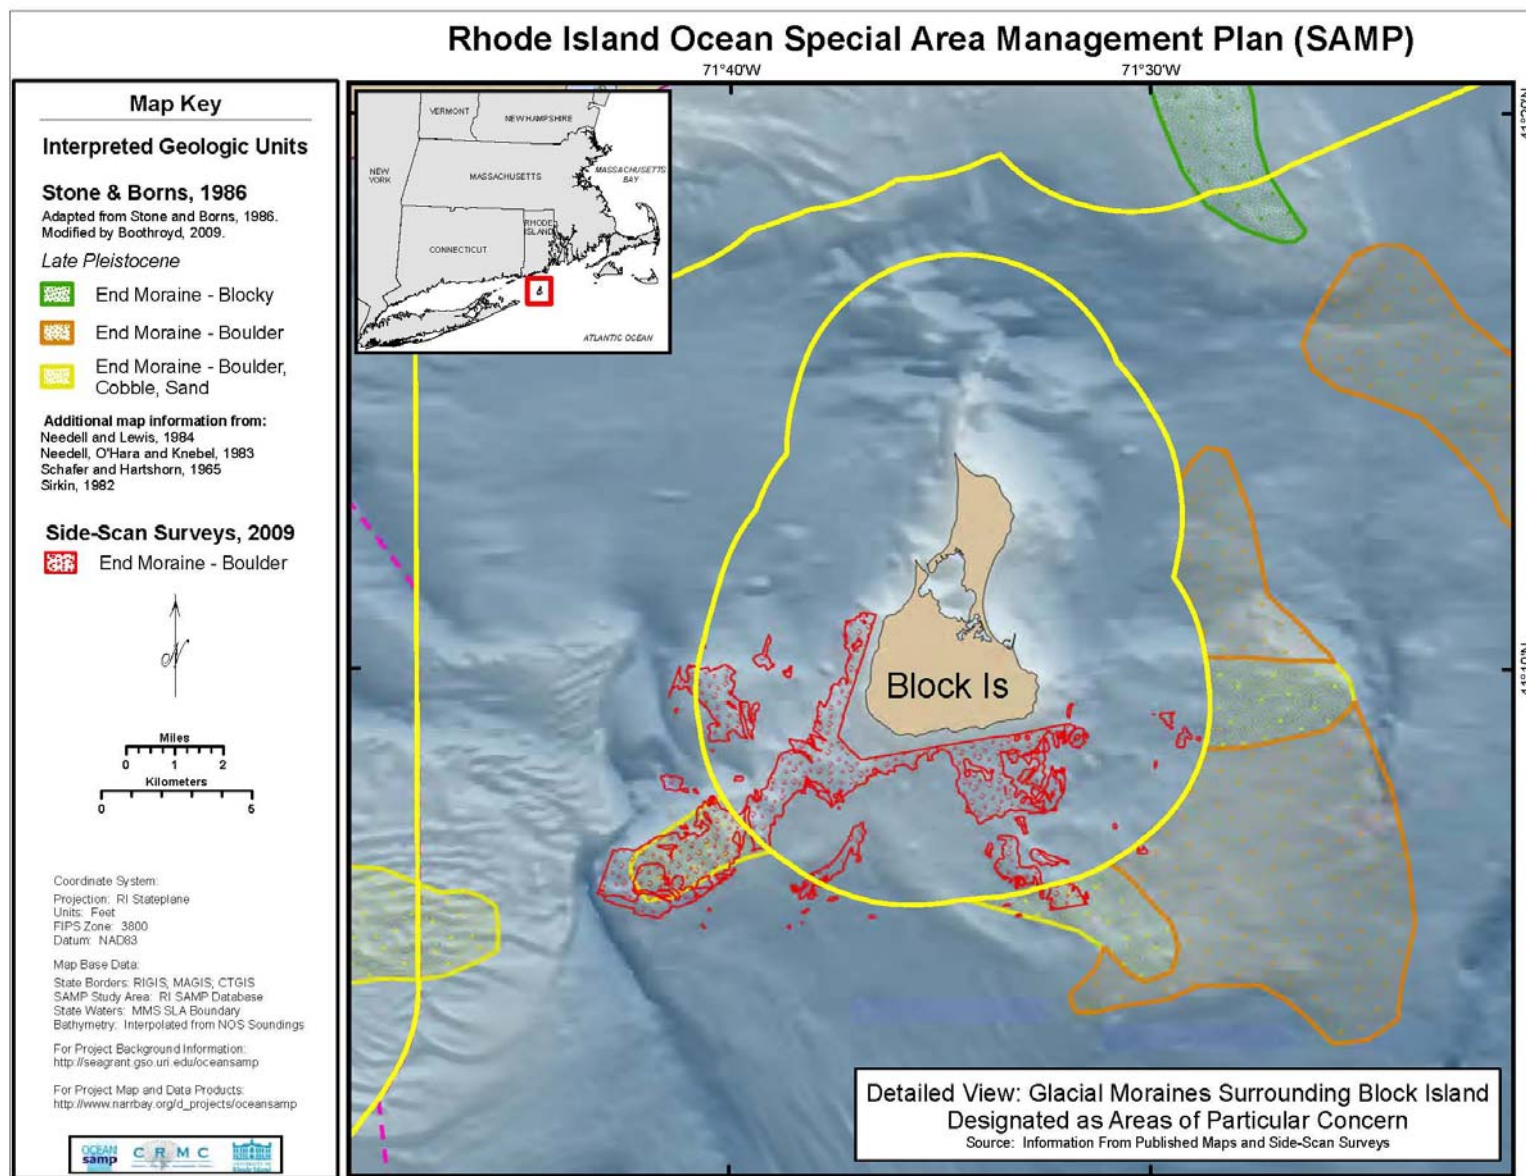 Rhode Island Ocean Special Area Management Plan (SAMP)
71°40'W
71°30'W
41°20'N
41°10'N
Map Key
Interpreted Geologic Units
Stone & Borns, 1986
Adapted from Stone and Borns, 1986.
Modified by Boothroyd, 2009.
Late Pleistocene
End Moraine - Blocky
End Moraine - Boulder
End Moraine - Boulder,
Cobble, Sand
Additional map information from:
Needell and Lewis, 1984
Needell, O'Hara and Knebel, 1983
Schafer and Hartshorn, 1965
Sirkin, 1982
Side-Scan Surveys, 2009
End Moraine - Boulder
N
Miles
0 1 2
Kilometers
0 6
Coordinate System:
Projection: RI Stateplane
Units: Feet
FIPS Zone: 3800
Datum: NAD83
Map Base Data:
State Borders: RIGIS, MAGIS, CTGIS
SAMP Study Area: RI SAMP Database
State Waters: MMS SLA Boundary
Bathymetry: Interpolated from NOS Soundings
For Project Background Information:
http://seagrant.gso.uri.edu/oceansamp
For Project Map and Data Products:
http://www.narrbay.org/d_projects/oceansamp
OCEAN
samp
CRMC
VERMONT
NEW HAMPSHIRE
NEW
YORK
MASSACHUSETTS
MASSACHUSETTS
BAY
RHODE
ISLAND
CONNECTICUT
ATLANTIC OCEAN
Block Is
Detailed View: Glacial Moraines Surrounding Block Island
Designated as Areas of Particular Concern
Source: Information From Published Maps and Side-Scan Surveys